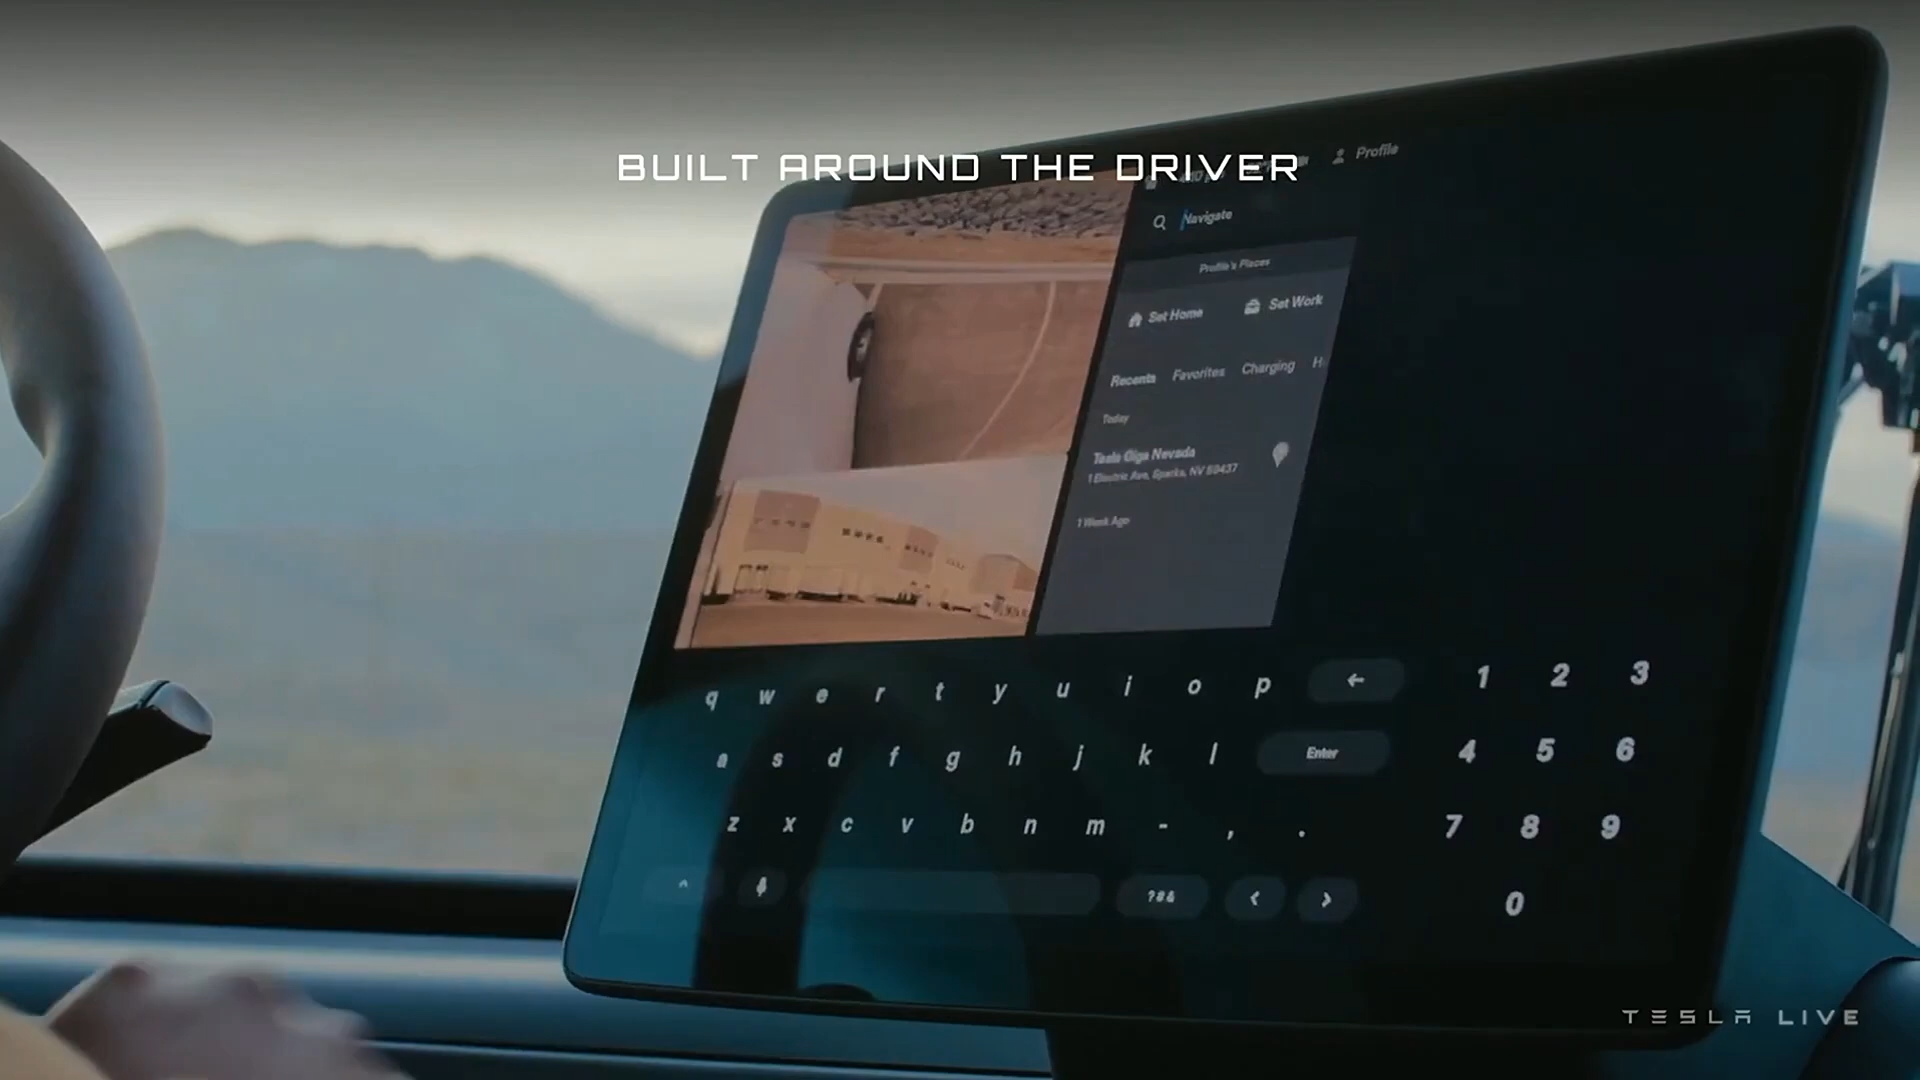 BUILT AROUND THE DRIVER
Profile
Navigate
Profile's Places
Set Home
Set Work
Recents Favorites Charging H
Today
Tesla Giga Nevada
1 Electric Ave, Sparks, NV 89437
1 Week Ago
q w e r t y u i o p ← 1 2 3
a s d f g h j k l Enter 4 5 6
z x c v b n m - , . 7 8 9
^ ?#& < > 0
TESLA LIVE